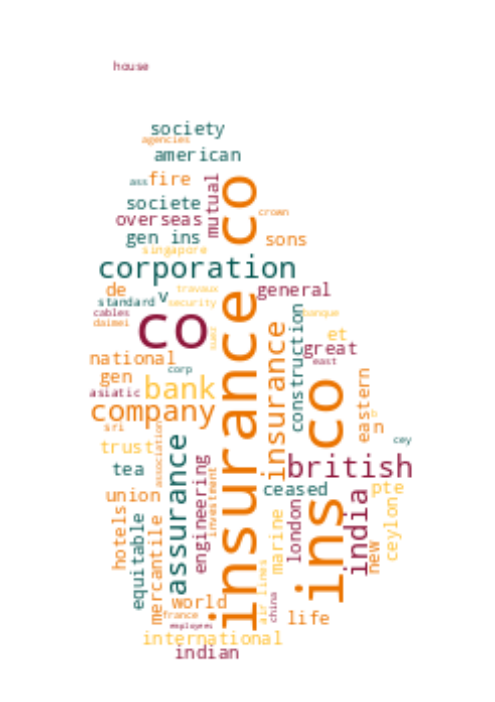 house
society
agencies
american
ass
fire
mutual
co
societe
crown
overseas
gen ins
sons
singapore
corporation
de
travaux
general
standard
v
security
cables
co
insurance co
insurance
construction
banque
daimei
suez
et
great
national
corp
east
gen
bank
ins co
eastern
asiatic
company
tr
sri
n
association
assurance
cey
trust
british
tea
engineering
investment
ceased
pte
union
london
india
ceylon
hotels
equitable
mercantile
marine
new
air lines
china
world
france
life
employees
international
indian